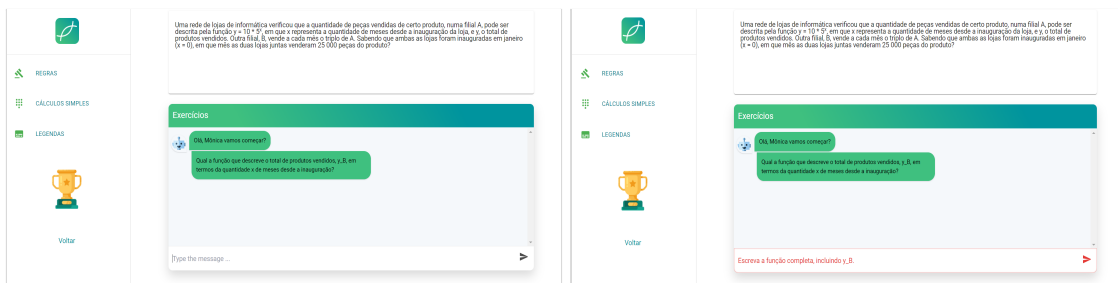 Uma rede de lojas de informática verificou que a quantidade de peças vendidas de certo produto, numa filial A, pode ser
descrita pela função y = 10 * 5ˣ, em que x representa a quantidade de meses desde a inauguração da loja, e y, o total de
produtos vendidos. Outra filial, B, vende a cada mês o triplo de A. Sabendo que ambas as lojas foram inauguradas em janeiro
(x = 0), em que mês as duas lojas juntas venderam 25 000 peças do produto?
REGRAS
CÁLCULOS SIMPLES
LEGENDAS
Voltar
Exercícios
Olá, Mônica vamos começar?
Qual a função que descreve o total de produtos vendidos, y_B, em
termos da quantidade x de meses desde a inauguração?
Type the message ...
Uma rede de lojas de informática verificou que a quantidade de peças vendidas de certo produto, numa filial A, pode ser
descrita pela função y = 10 * 5ˣ, em que x representa a quantidade de meses desde a inauguração da loja, e y, o total de
produtos vendidos. Outra filial, B, vende a cada mês o triplo de A. Sabendo que ambas as lojas foram inauguradas em janeiro
(x = 0), em que mês as duas lojas juntas venderam 25 000 peças do produto?
REGRAS
CÁLCULOS SIMPLES
LEGENDAS
Voltar
Exercícios
Olá, Mônica vamos começar?
Qual a função que descreve o total de produtos vendidos, y_B, em
termos da quantidade x de meses desde a inauguração?
Escreva a função completa, incluindo y_B.